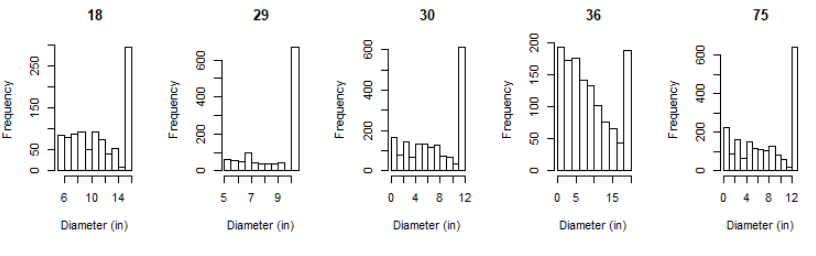 18 29 30 36 75
Frequency
0 50 150 250
6 10 14
Diameter (in)
Frequency
0 200 400 600
5 7 9
Diameter (in)
Frequency
0 200 400 600
0 4 8 12
Diameter (in)
Frequency
0 50 100 150 200
0 5 15
Diameter (in)
Frequency
0 200 400 600
0 4 8 12
Diameter (in)